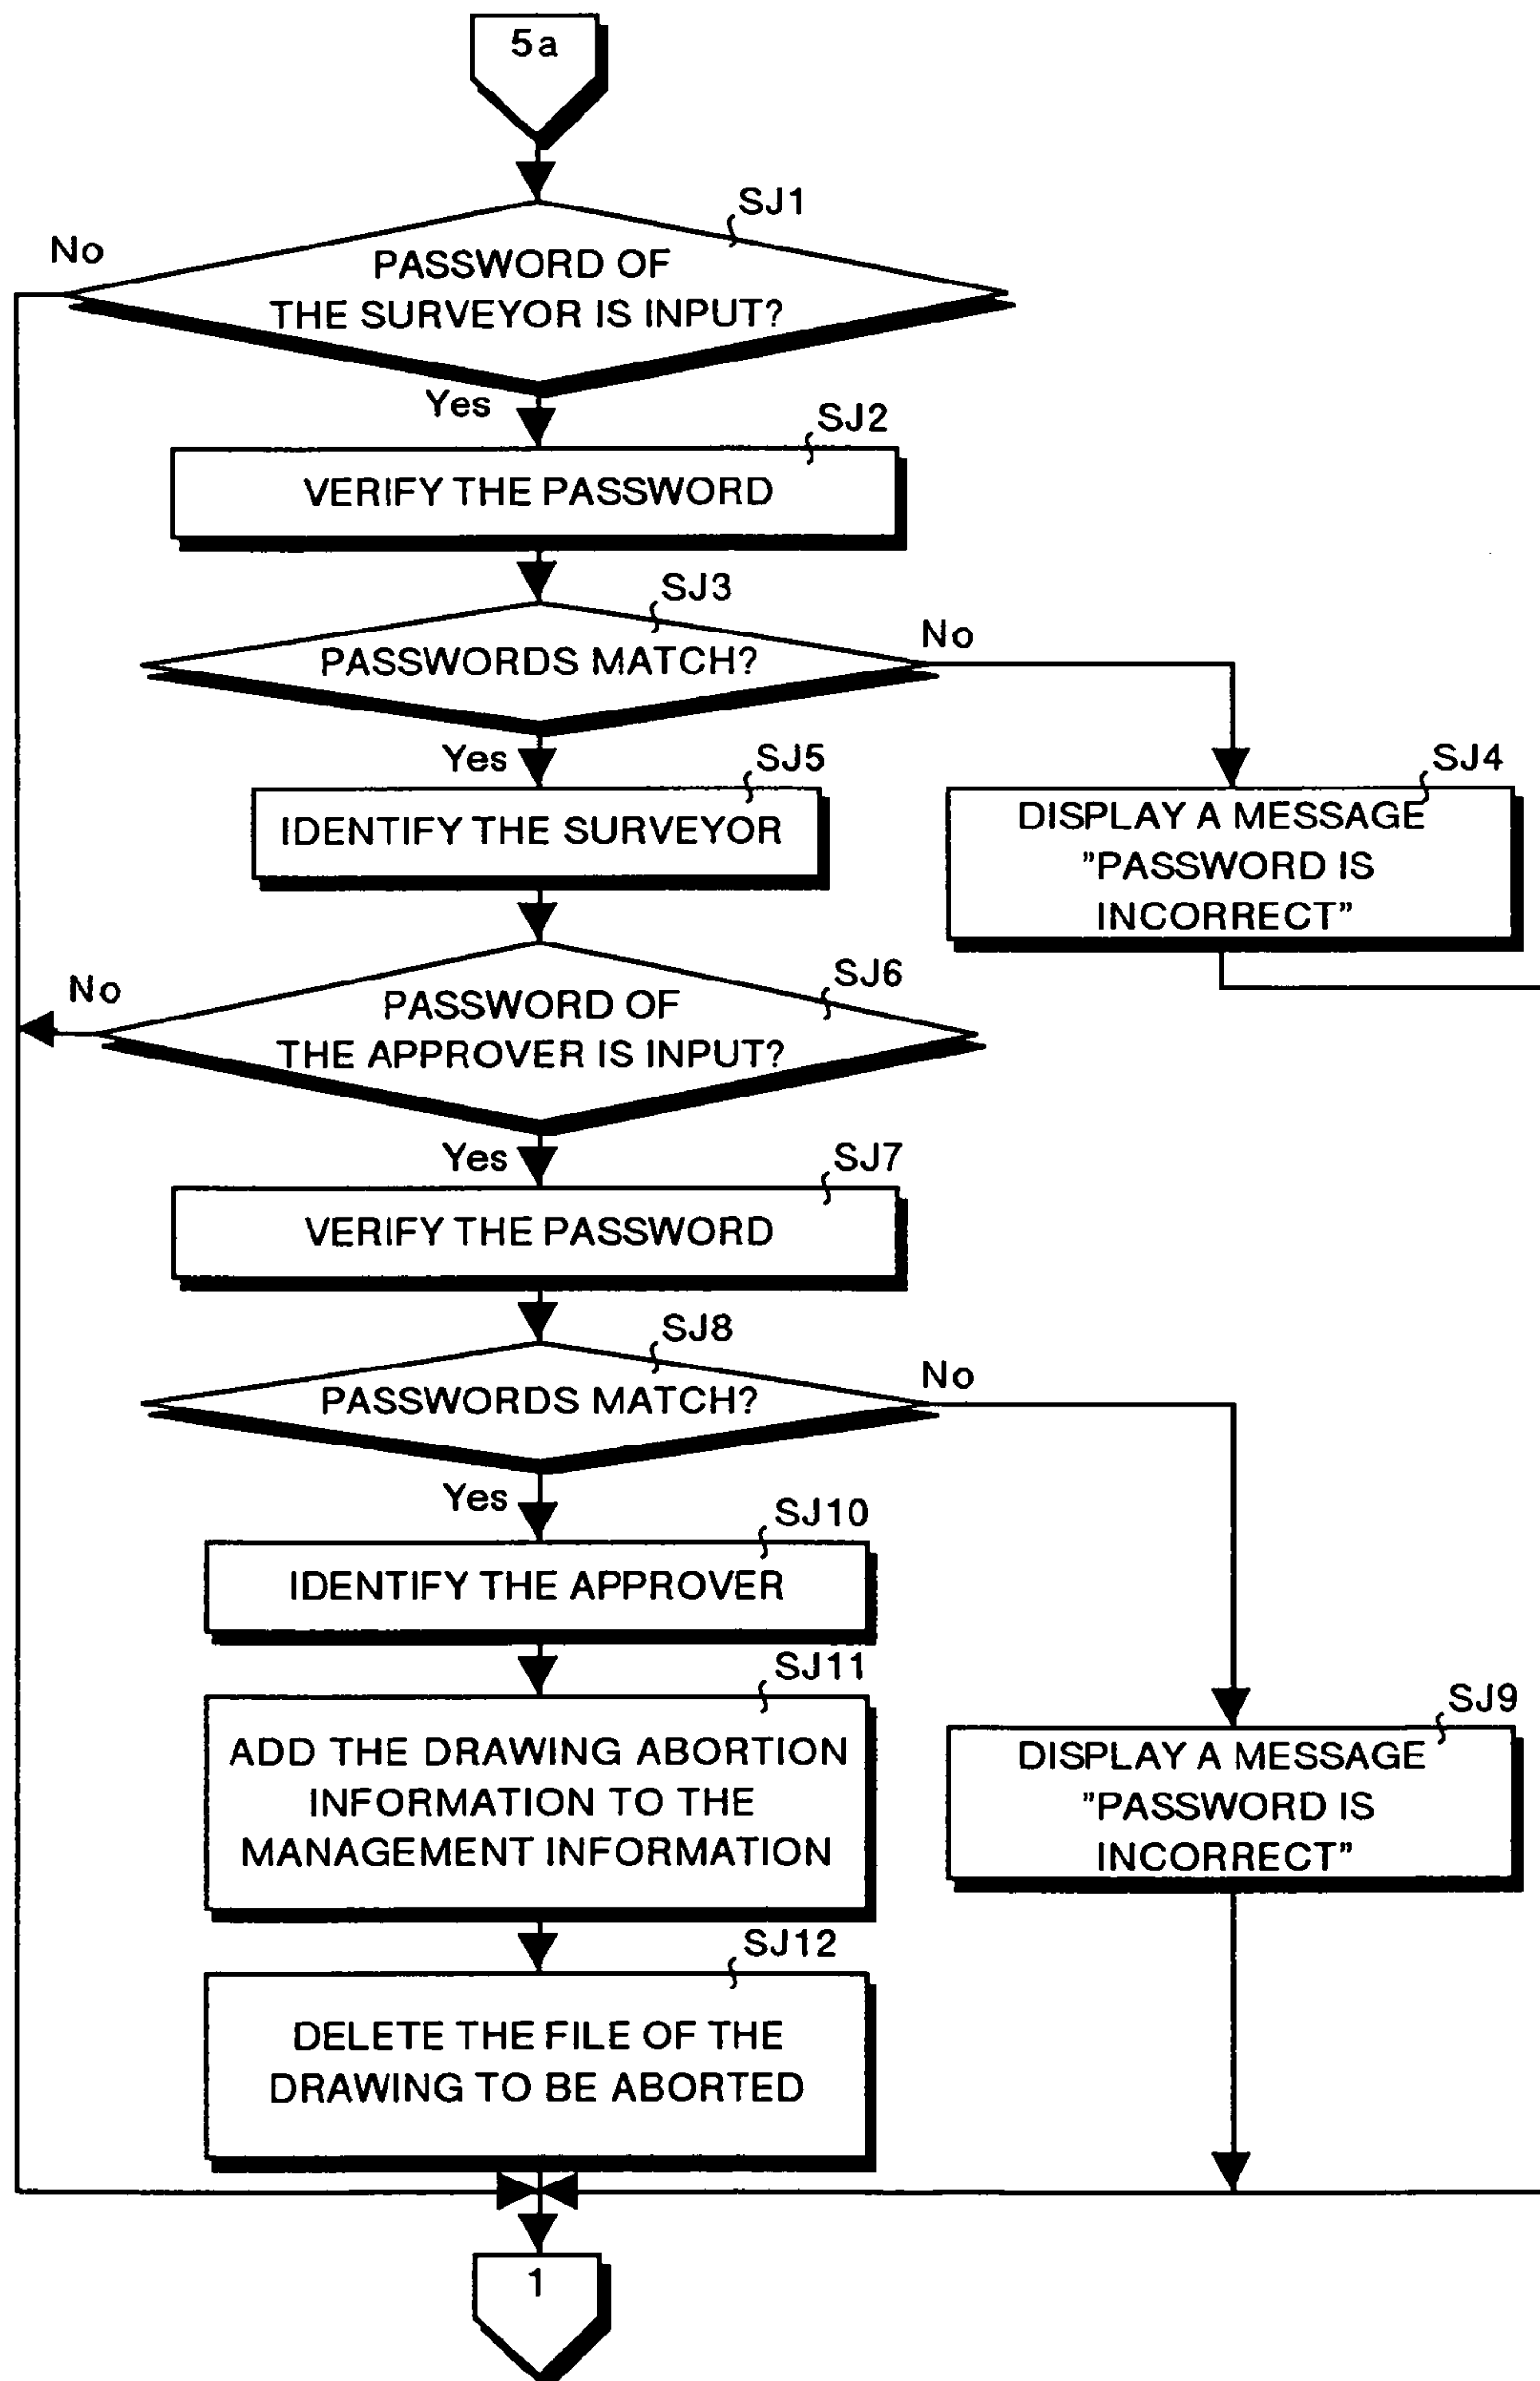 5a
SJ1
No
PASSWORD OF
THE SURVEYOR IS INPUT?
Yes
SJ2
VERIFY THE PASSWORD
SJ3
No
PASSWORDS MATCH?
Yes
SJ5
IDENTIFY THE SURVEYOR
SJ4
DISPLAY A MESSAGE
"PASSWORD IS
INCORRECT"
SJ6
No
PASSWORD OF
THE APPROVER IS INPUT?
Yes
SJ7
VERIFY THE PASSWORD
SJ8
No
PASSWORDS MATCH?
Yes
SJ10
IDENTIFY THE APPROVER
SJ11
ADD THE DRAWING ABORTION
INFORMATION TO THE
MANAGEMENT INFORMATION
SJ9
DISPLAY A MESSAGE
"PASSWORD IS
INCORRECT"
SJ12
DELETE THE FILE OF THE
DRAWING TO BE ABORTED
1